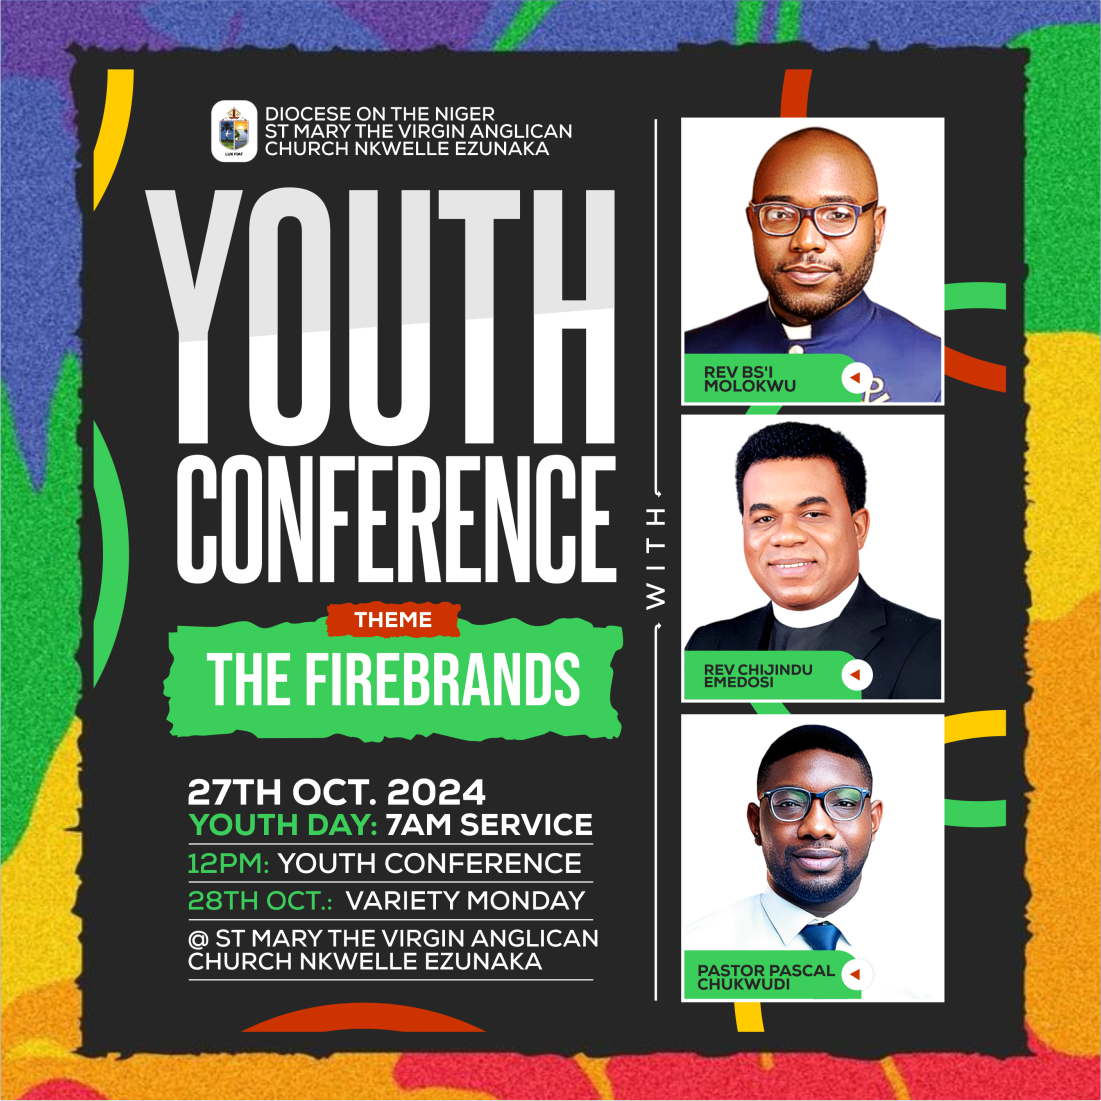 DIOCESE ON THE NIGER
ST MARY THE VIRGIN ANGLICAN
CHURCH NKWELLE EZUNAKA
LUX FIAT
YOUTH
CONFERENCE
THEME
THE FIREBRANDS
27TH OCT. 2024
YOUTH DAY: 7AM SERVICE
12PM: YOUTH CONFERENCE
28TH OCT.: VARIETY MONDAY
@ ST MARY THE VIRGIN ANGLICAN
CHURCH NKWELLE EZUNAKA
WITH
REV BS'I
MOLOKWU
REV CHIJINDU
EMEDOSI
PASTOR PASCAL
CHUKWUDI